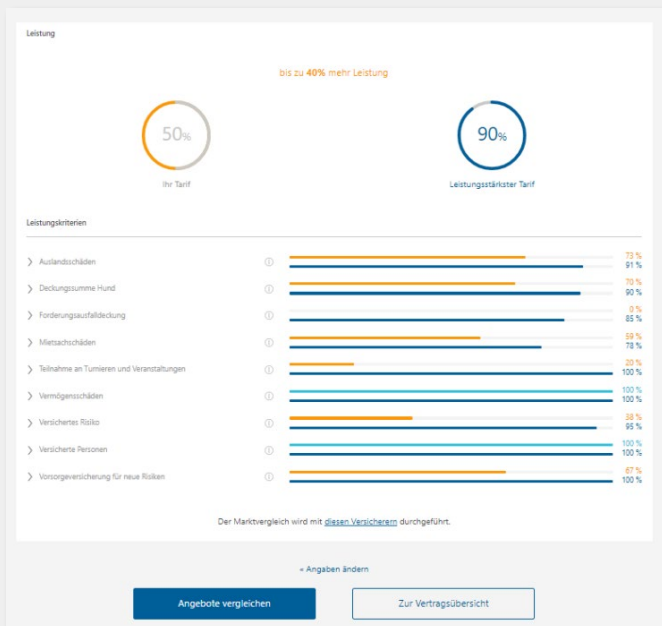 Leistung
bis zu 40% mehr Leistung
50%
90%
Ihr Tarif
Leistungsstärkster Tarif
Leistungskriterien
Auslandsschäden
73 %
91 %
Deckungssumme Hund
70 %
90 %
Forderungsausfalldeckung
0 %
85 %
Mietsachschäden
59 %
78 %
Teilnahme an Turnieren und Veranstaltungen
20 %
100 %
Vermögensschäden
100 %
100 %
Versichertes Risiko
38 %
95 %
Versicherte Personen
100 %
100 %
Vorsorgeversicherung für neue Risiken
67 %
100 %
Der Marktvergleich wird mit diesen Versicherern durchgeführt.
« Angaben ändern
Angebote vergleichen
Zur Vertragsübersicht